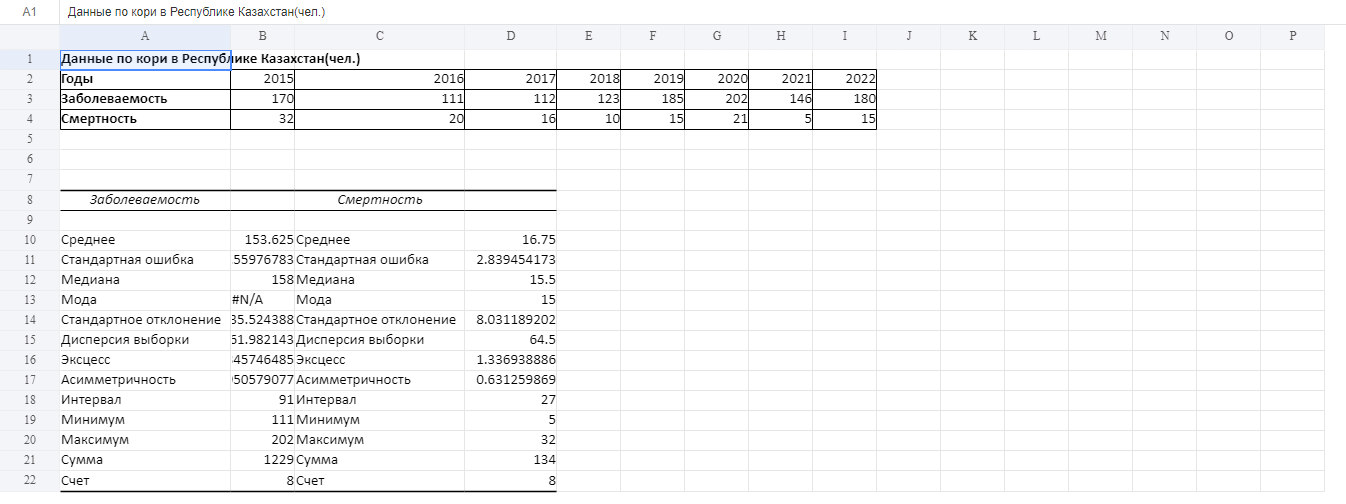 A1 Данные по кори в Республике Казахстан(чел.)
A B C D E F G H I J K L M N O P
1 Данные по кори в Республике Казахстан(чел.)
2 Годы 2015 2016 2017 2018 2019 2020 2021 2022
3 Заболеваемость 170 111 112 123 185 202 146 180
4 Смертность 32 20 16 10 15 21 5 15
5
6
7
8 Заболеваемость Смертность
9
10 Среднее 153.625 Среднее 16.75
11 Стандартная ошибка 55976783 Стандартная ошибка 2.839454173
12 Медиана 158 Медиана 15.5
13 Мода #N/A Мода 15
14 Стандартное отклонение 35.524388 Стандартное отклонение 8.031189202
15 Дисперсия выборки 61.982143 Дисперсия выборки 64.5
16 Эксцесс 45746485 Эксцесс 1.336938886
17 Асимметричность 50579077 Асимметричность 0.631259869
18 Интервал 91 Интервал 27
19 Минимум 111 Минимум 5
20 Максимум 202 Максимум 32
21 Сумма 1229 Сумма 134
22 Счет 8 Счет 8